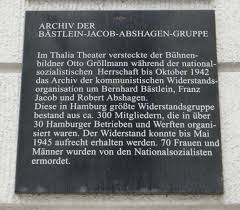 ARCHIV DER
BÄSTLEIN-JACOB-ABSHAGEN-GRUPPE
Im Thalia Theater versteckte der Bühnen-
bildner Otto Gröllmann während der national-
sozialistischen Herrschaft bis Oktober 1942
das Archiv der kommunistischen Widerstands-
organisation um Bernhard Bästlein, Franz
Jacob und Robert Abshagen.
Diese in Hamburg größte Widerstandsgruppe
bestand aus ca. 300 Mitgliedern, die in über
30 Hamburger Betrieben und Werften organi-
siert waren. Der Widerstand konnte bis Mai
1945 aufrecht erhalten werden. 70 Frauen und
Männer wurden von den Nationalsozialisten
ermordet.